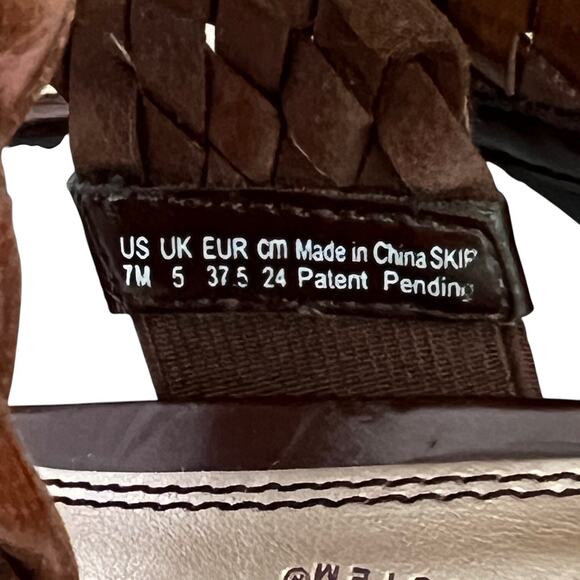 US UK EUR cm Made in China SKIP
7M 5 37.5 24 Patent Pending